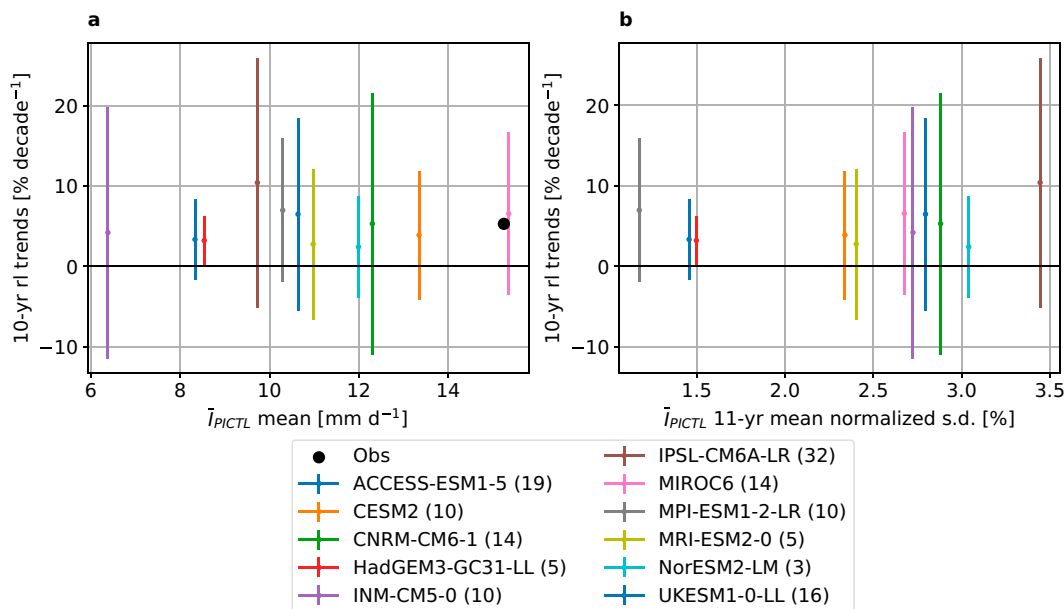 a
b
10-yr rl trends [% decade⁻¹]
20
10
0
−10
6
8
10
12
14
Ī_PICTL mean [mm d⁻¹]
10-yr rl trends [% decade⁻¹]
20
10
0
−10
1.5
2.0
2.5
3.0
3.5
Ī_PICTL 11-yr mean normalized s.d. [%]
Obs
ACCESS-ESM1-5 (19)
CESM2 (10)
CNRM-CM6-1 (14)
HadGEM3-GC31-LL (5)
INM-CM5-0 (10)
IPSL-CM6A-LR (32)
MIROC6 (14)
MPI-ESM1-2-LR (10)
MRI-ESM2-0 (5)
NorESM2-LM (3)
UKESM1-0-LL (16)